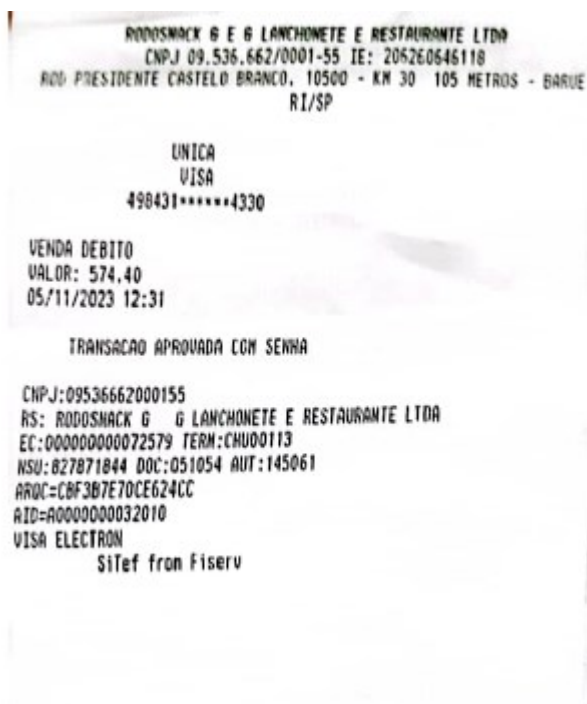 RODOSNACK G E G LANCHONETE E RESTAURANTE LTDA
CNPJ 09.536.662/0001-55 IE: 206260646118
ROD PRESIDENTE CASTELO BRANCO, 10500 - KM 30 105 METROS - BARUE
RI/SP
UNICA
VISA
498431******4330
VENDA DEBITO
VALOR: 574,40
05/11/2023 12:31
TRANSACAO APROVADA COM SENHA
CNPJ:09536662000155
RS: RODOSNACK G G LANCHONETE E RESTAURANTE LTDA
EC:000000000072579 TERM:CHU00113
NSU:827871844 DOC:051054 AUT:145061
ARQC=CBF3B7E70CE624CC
AID=A0000000032010
VISA ELECTRON
SiTef from Fiserv